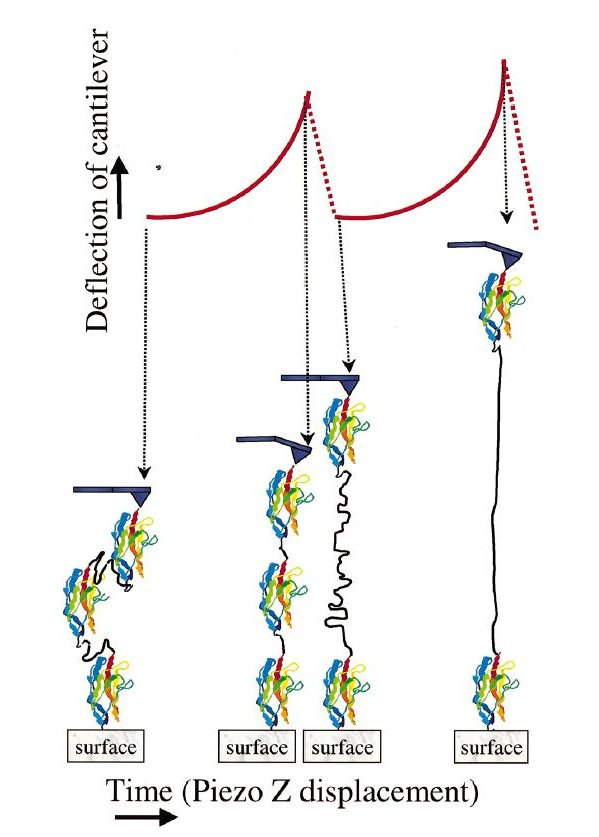 Deflection of cantilever
surface
surface
surface
surface
Time (Piezo Z displacement)